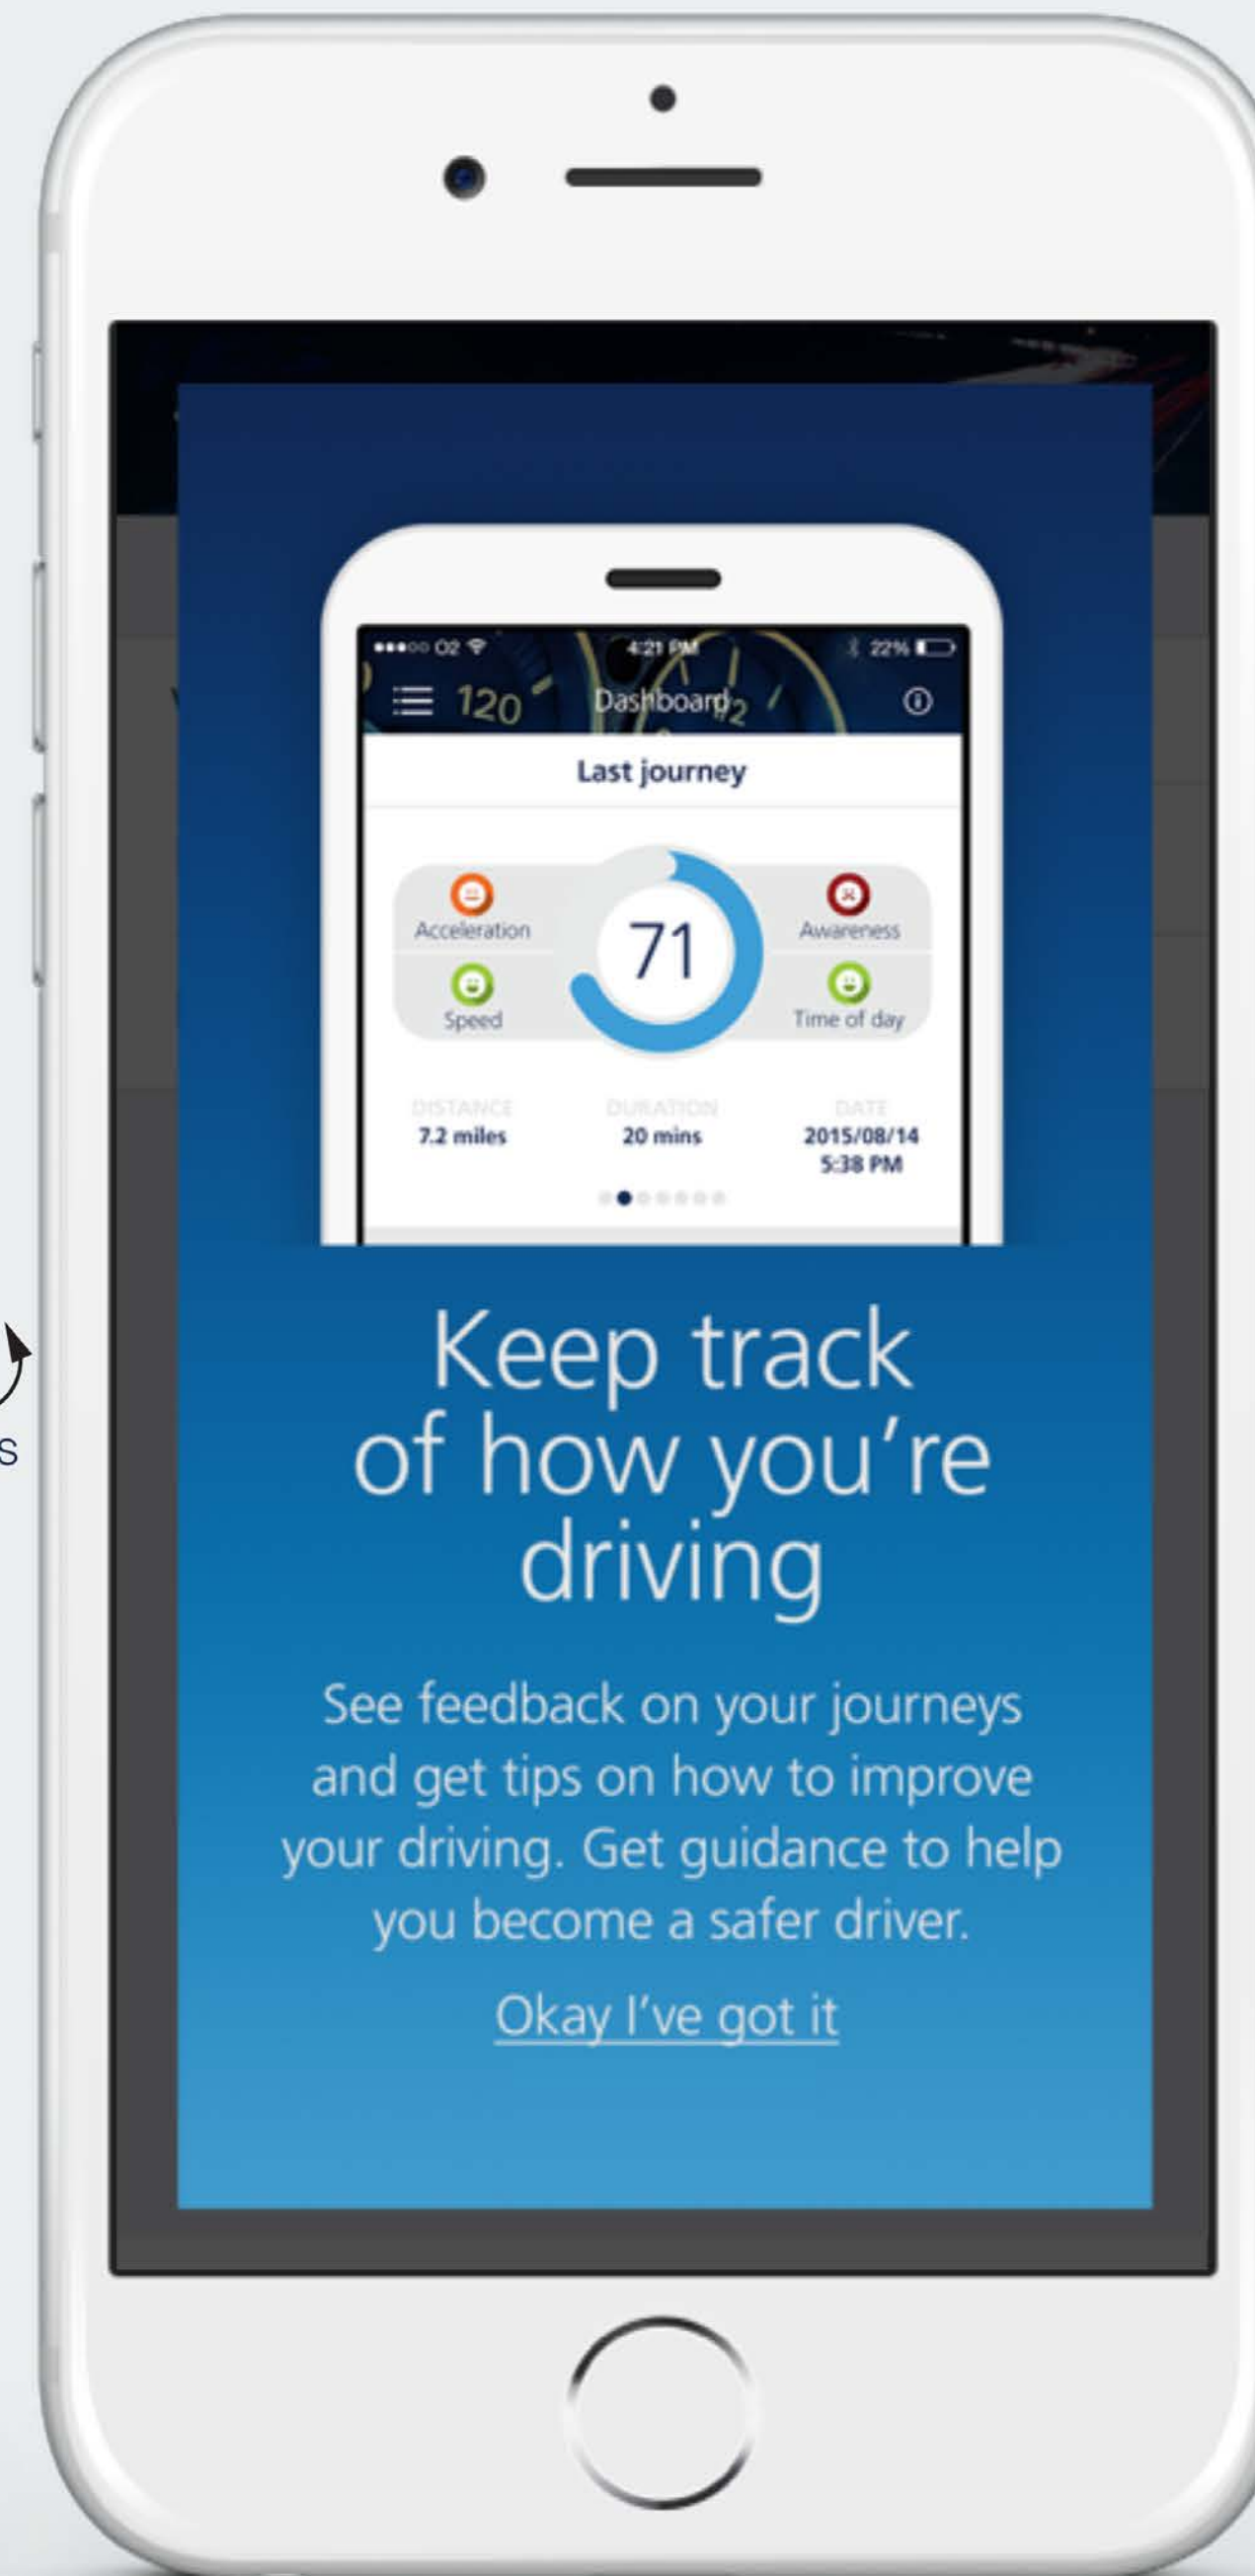 ●●●○○ O2 4:21 PM 22%
120 Dashboard 1/2
Last journey
Acceleration 71 Awareness
Speed Time of day
DISTANCE DURATION DATE
7.2 miles 20 mins 2015/08/14
5:38 PM
Keep track
of how you’re
driving
s
See feedback on your journeys
and get tips on how to improve
your driving. Get guidance to help
you become a safer driver.
Okay I’ve got it